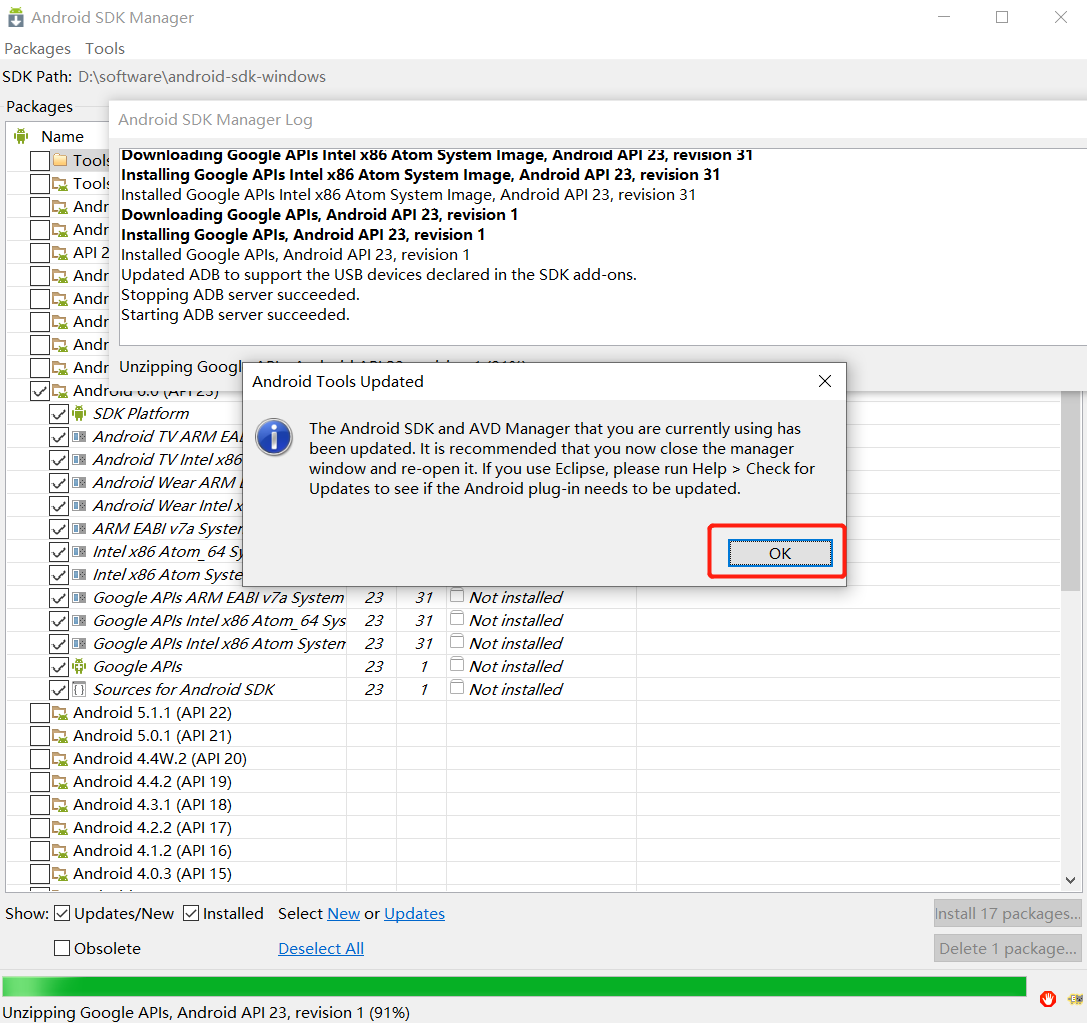 Android SDK Manager
Packages Tools
SDK Path: D:\software\android-sdk-windows
Packages
Android SDK Manager Log
Name
Downloading Google APIs Intel x86 Atom System Image, Android API 23, revision 31
Installing Google APIs Intel x86 Atom System Image, Android API 23, revision 31
Installed Google APIs Intel x86 Atom System Image, Android API 23, revision 31
Downloading Google APIs, Android API 23, revision 1
Installing Google APIs, Android API 23, revision 1
Installed Google APIs, Android API 23, revision 1
Updated ADB to support the USB devices declared in the SDK add-ons.
Stopping ADB server succeeded.
Starting ADB server succeeded.
Tools
Tools
Andr
Andr
API 2
Andr
Andr
Andr
Andr
Andr
Unzipping Googl
Android 6.0 (API 23)
Android Tools Updated
The Android SDK and AVD Manager that you are currently using has
been updated. It is recommended that you now close the manager
window and re-open it. If you use Eclipse, please run Help > Check for
Updates to see if the Android plug-in needs to be updated.
OK
SDK Platform
Android TV ARM EA
Android TV Intel x86
Android Wear ARM
Android Wear Intel x
ARM EABI v7a System
Intel x86 Atom_64 Sy
Intel x86 Atom Syste
Google APIs ARM EABI v7a System 23 31 Not installed
Google APIs Intel x86 Atom_64 Sys 23 31 Not installed
Google APIs Intel x86 Atom System 23 31 Not installed
Google APIs 23 1 Not installed
Sources for Android SDK 23 1 Not installed
Android 5.1.1 (API 22)
Android 5.0.1 (API 21)
Android 4.4W.2 (API 20)
Android 4.4.2 (API 19)
Android 4.3.1 (API 18)
Android 4.2.2 (API 17)
Android 4.1.2 (API 16)
Android 4.0.3 (API 15)
Show: Updates/New Installed Select New or Updates Install 17 packages...
Obsolete Deselect All Delete 1 package...
Unzipping Google APIs, Android API 23, revision 1 (91%)